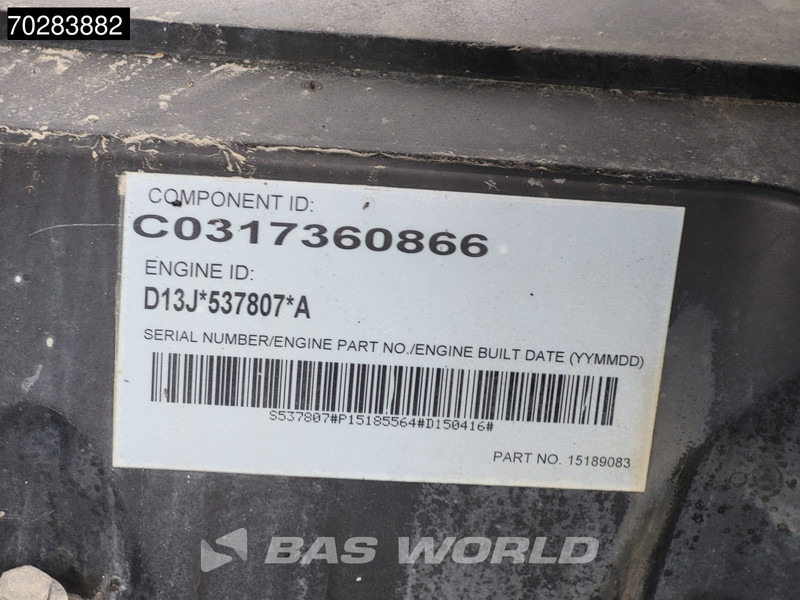 70283882
COMPONENT ID:
C0317360866
ENGINE ID:
D13J*537807*A
SERIAL NUMBER/ENGINE PART NO./ENGINE BUILT DATE (YYMMDD)
S537807#P15185564#D150416#
PART NO. 15189083
BAS WORLD